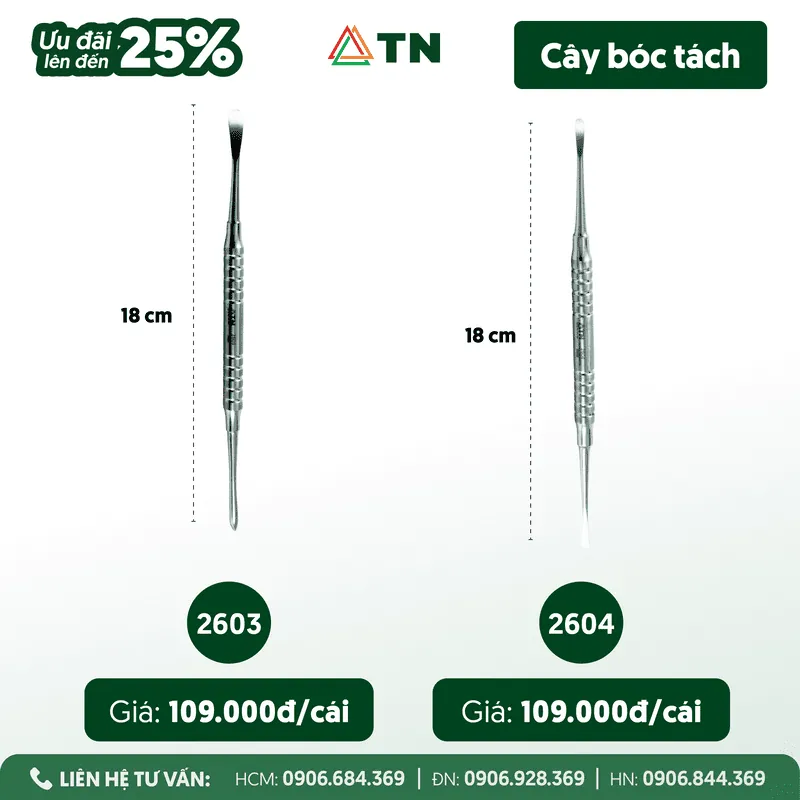 Ưu đãi
lên đến
25%
ATN
Cây bóc tách
18 cm
18 cm
2603
2604
Giá: 109.000đ/cái
Giá: 109.000đ/cái
LIÊN HỆ TƯ VẤN: HCM: 0906.684.369 | ĐN: 0906.928.369 | HN: 0906.844.369